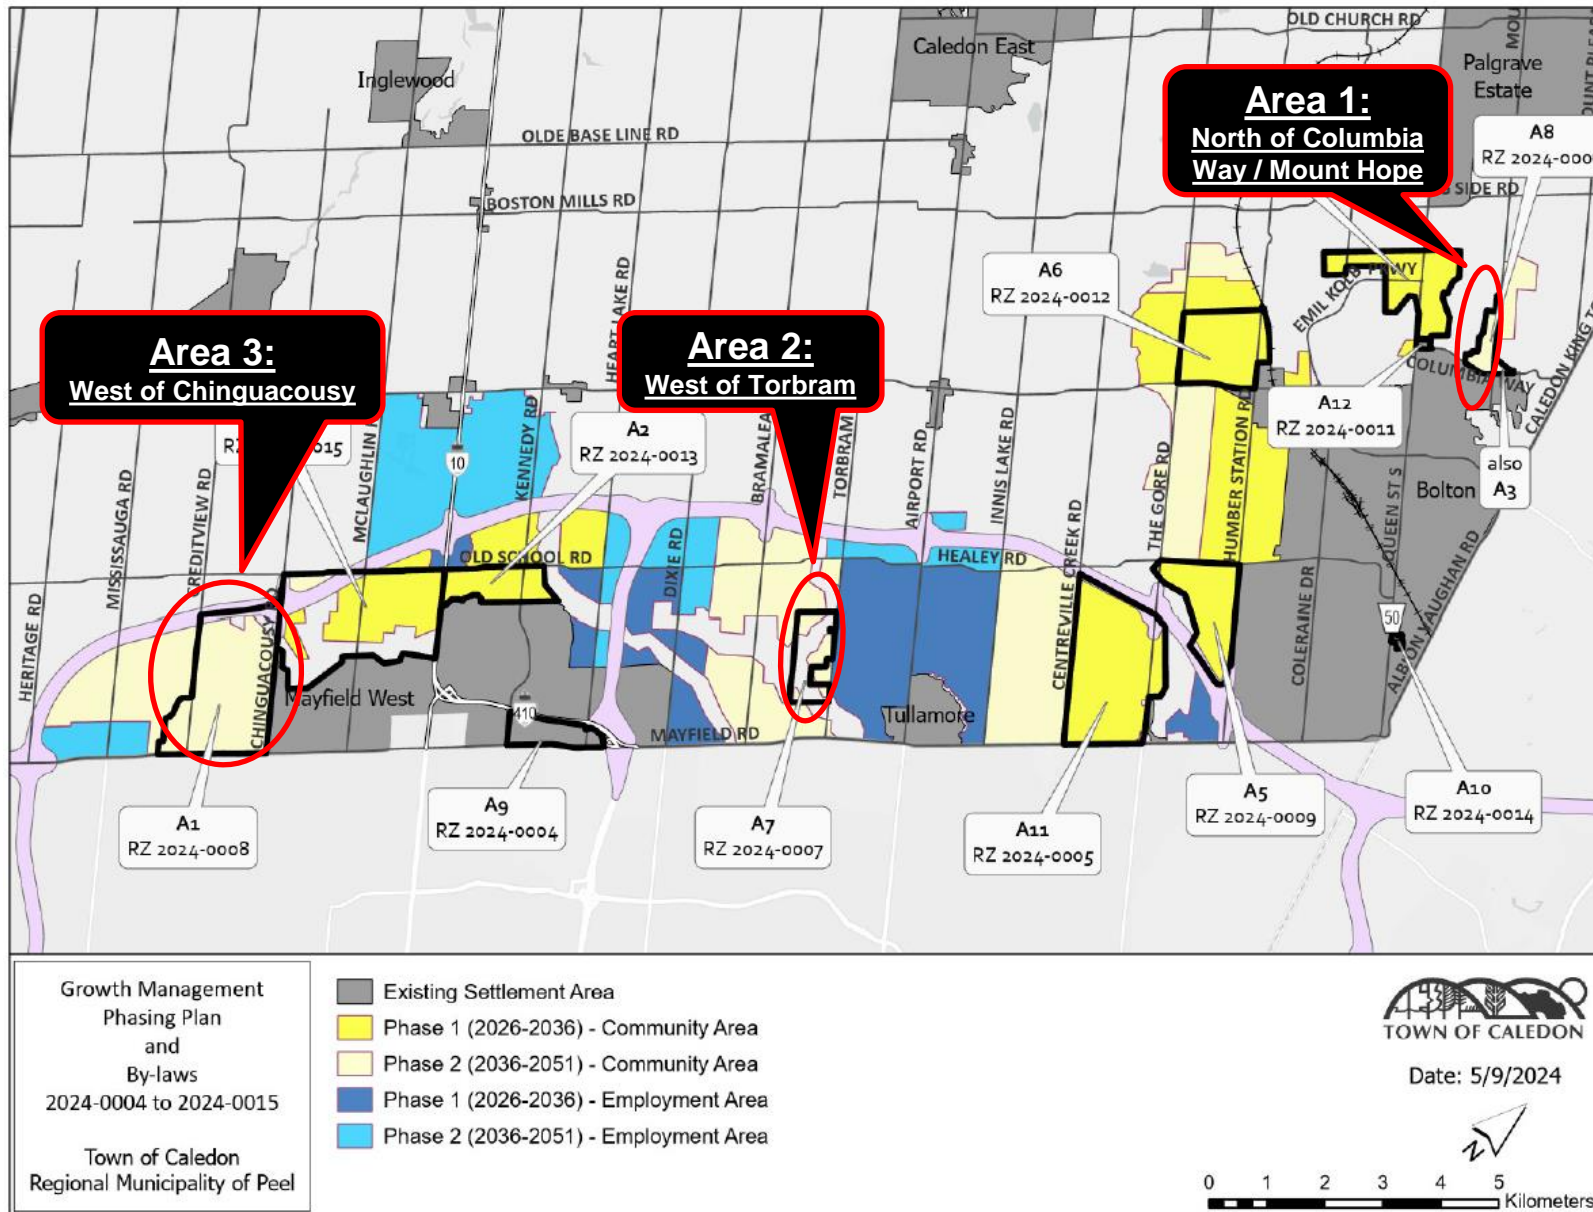 OLD CHURCH RD
Caledon East
Inglewood
Palgrave
Estate
Area 1:
North of Columbia
Way / Mount Hope
A8
OLDE BASE LINE RD
BOSTON MILLS RD
SIDE RD
A6
RZ 2024-0012
EMIL KOLB
PKWY
HEART LAKE RD
CALEDON KING
COLUMBIA WAY
Area 3:
West of Chinguacousy
Area 2:
West of Torbram
A12
RZ 2024-0011
also
A3
A2
RZ 2024-0013
10
Bolton
HERITAGE RD
MISSISSAUGA RD
CREDITVIEW RD
CHINGUACOUSY
MCLAUGHLIN
KENNEDY RD
DIXIE RD
BRAMALEA
TORBRAM
AIRPORT RD
INNIS LAKE RD
CENTREVILLE CREEK RD
THE GORE RD
HUMBER STATION RD
COLERAINE DR
QUEEN ST S
ALBION VAUGHAN RD
OLD SCHOOL RD
HEALEY RD
50
Mayfield West
410
Tullamore
MAYFIELD RD
A1
RZ 2024-0008
A9
RZ 2024-0004
A7
RZ 2024-0007
A11
RZ 2024-0005
A5
RZ 2024-0009
A10
RZ 2024-0014
Growth Management
Phasing Plan
and
By-laws
2024-0004 to 2024-0015
Town of Caledon
Regional Municipality of Peel
Existing Settlement Area
Phase 1 (2026-2036) - Community Area
Phase 2 (2036-2051) - Community Area
Phase 1 (2026-2036) - Employment Area
Phase 2 (2036-2051) - Employment Area
TOWN OF CALEDON
Date: 5/9/2024
N
0 1 2 3 4 5
Kilometers